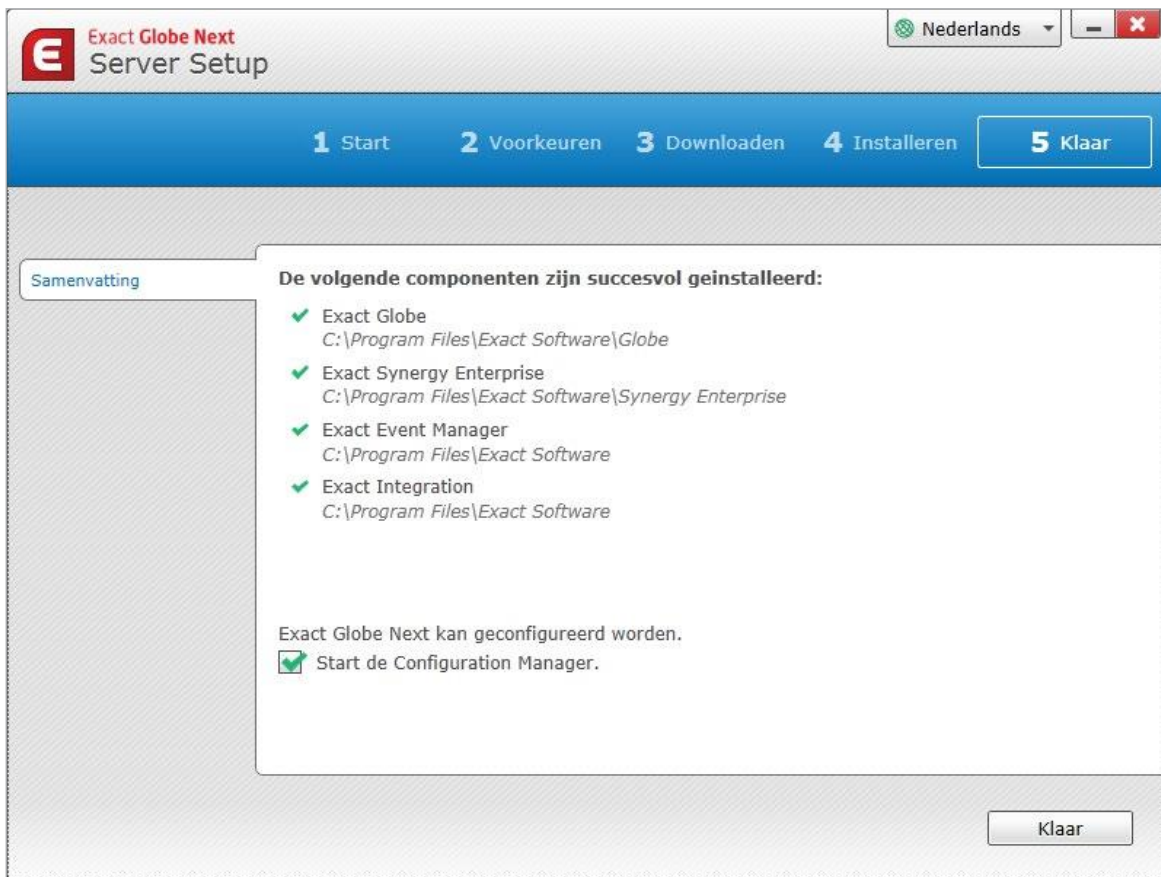 Exact Globe Next
Server Setup
Nederlands
1 Start
2 Voorkeuren
3 Downloaden
4 Installeren
5 Klaar
Samenvatting
De volgende componenten zijn succesvol geinstalleerd:
Exact Globe
C:\Program Files\Exact Software\Globe
Exact Synergy Enterprise
C:\Program Files\Exact Software\Synergy Enterprise
Exact Event Manager
C:\Program Files\Exact Software
Exact Integration
C:\Program Files\Exact Software
Exact Globe Next kan geconfigureerd worden.
Start de Configuration Manager.
Klaar